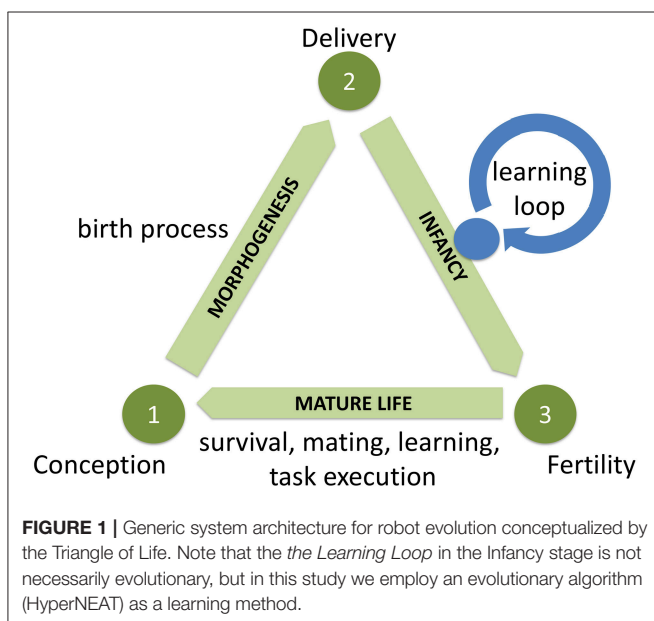 Delivery
2
learning
loop
birth process
MORPHOGENESIS
INFANCY
1
MATURE LIFE
3
Conception
survival, mating, learning,
task execution
Fertility
FIGURE 1 | Generic system architecture for robot evolution conceptualized by
the Triangle of Life. Note that the the Learning Loop in the Infancy stage is not
necessarily evolutionary, but in this study we employ an evolutionary algorithm
(HyperNEAT) as a learning method.